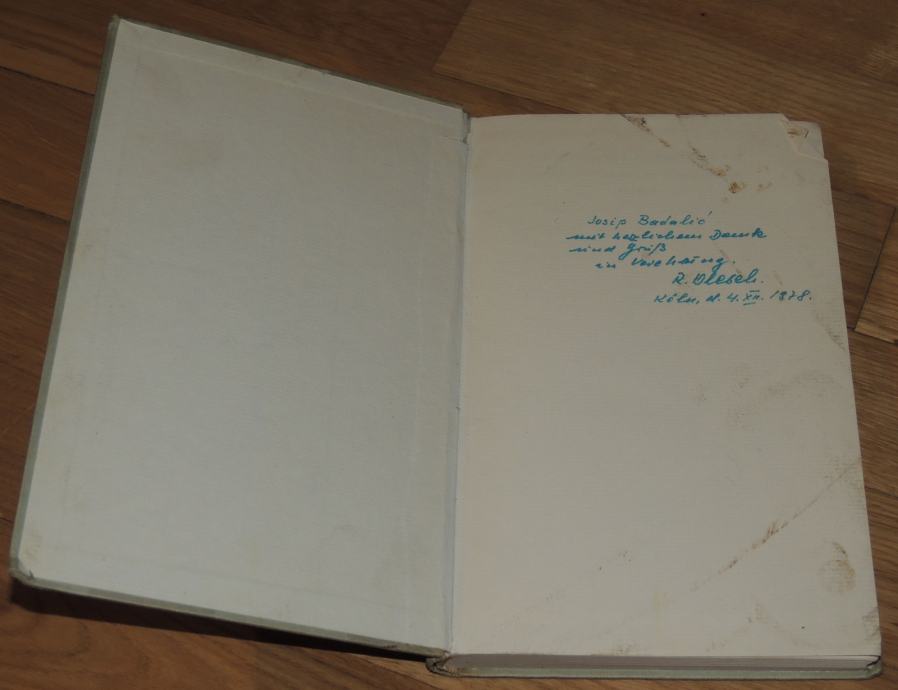 Josip Badalić
mit herzlichem Dank
und Gruß
in Verehrung.
R. Olesch.
Köln, d. 4. XII. 1978.